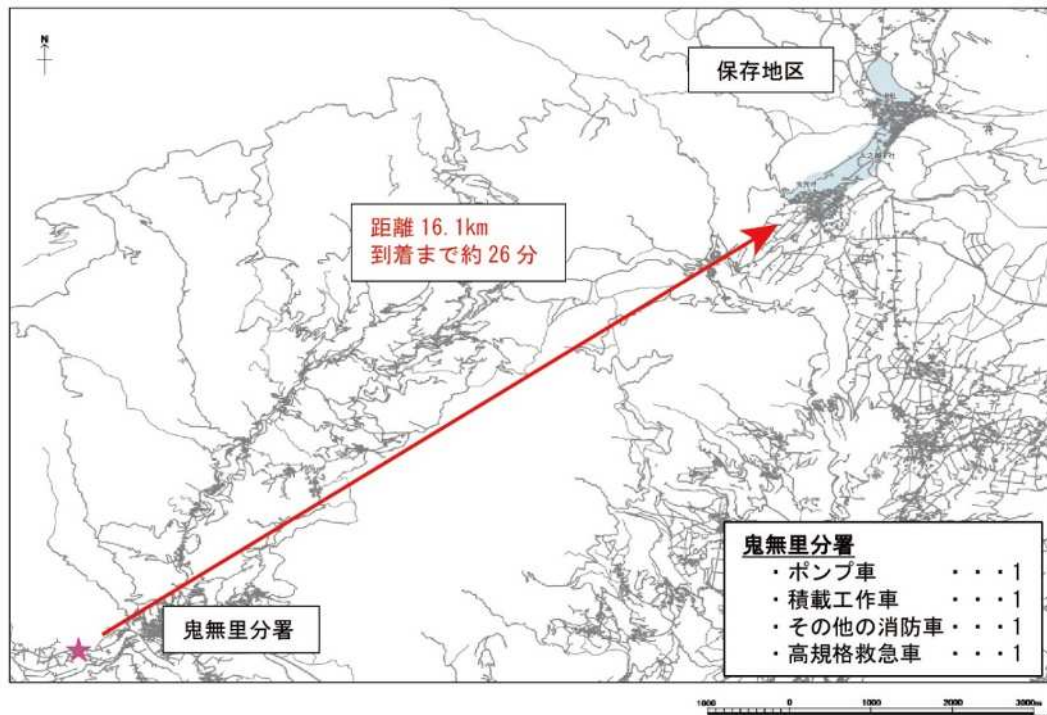 N
保存地区
距離 16.1km
到着まで約 26 分
鬼無里分署
鬼無里分署
・ポンプ車 ・・・1
・積載工作車 ・・・1
・その他の消防車・・・1
・高規格救急車 ・・・1
1000 0 1000 2000 3000m